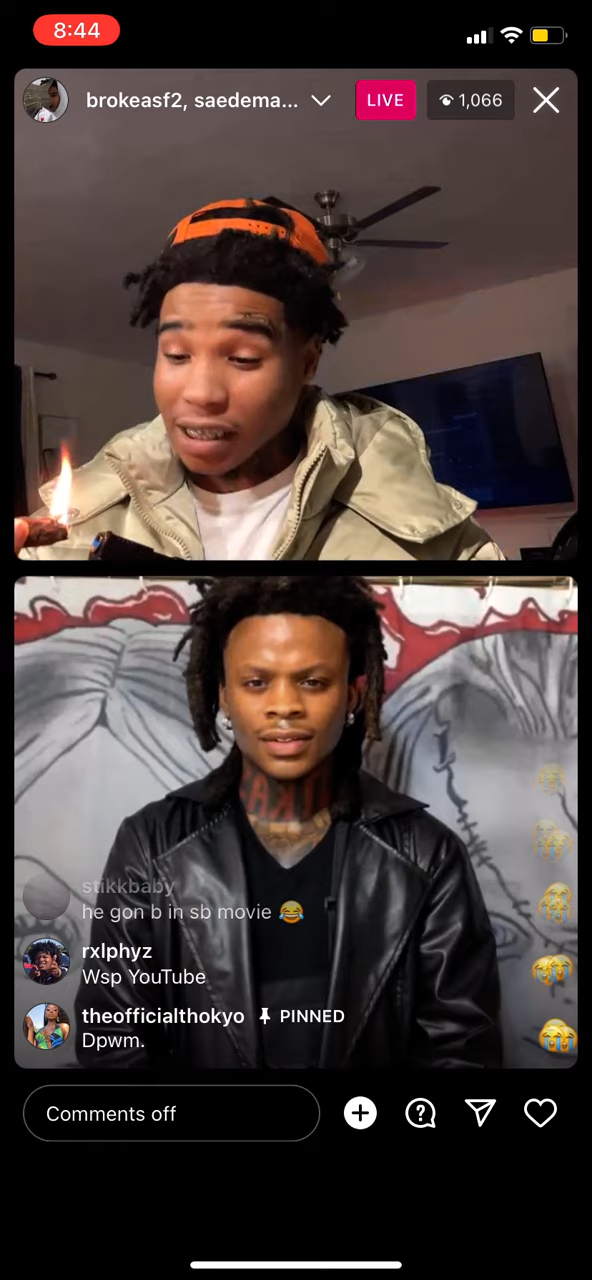 8:44
brokeasf2, saedema...
LIVE
1,066
stikkbaby
he gon b in sb movie 😂
rxlphyz
Wsp YouTube
theofficialthokyo PINNED
Dpwm.
Comments off